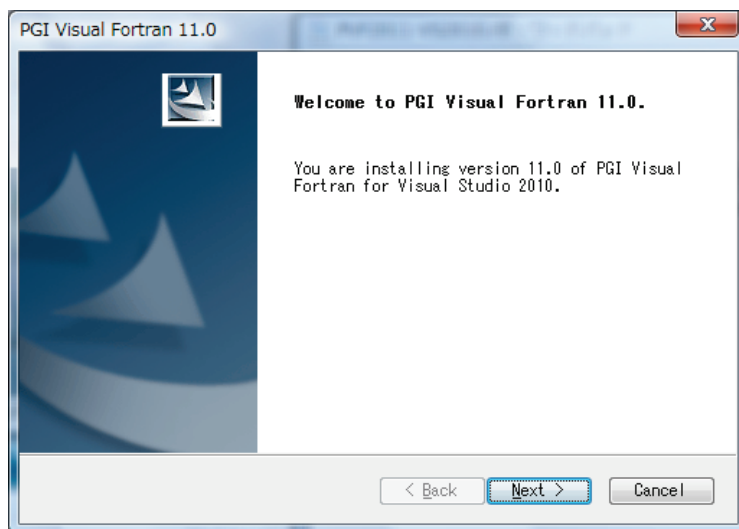 PGI Visual Fortran 11.0
Welcome to PGI Visual Fortran 11.0.
You are installing version 11.0 of PGI Visual
Fortran for Visual Studio 2010.
< Back
Next >
Cancel